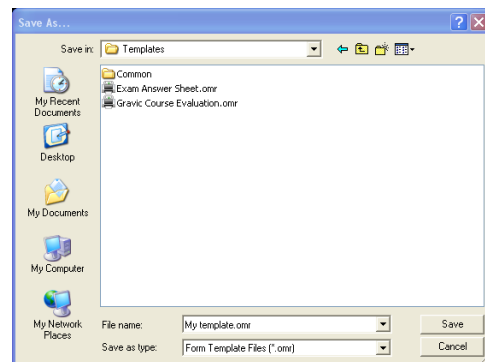 Save As...
Save in:
Templates
Common
Exam Answer Sheet.omr
Gravic Course Evaluation.omr
My Recent
Documents
Desktop
My Documents
My Computer
My Network
Places
File name:
My template.omr
Save
Save as type:
Form Template Files (*.omr)
Cancel